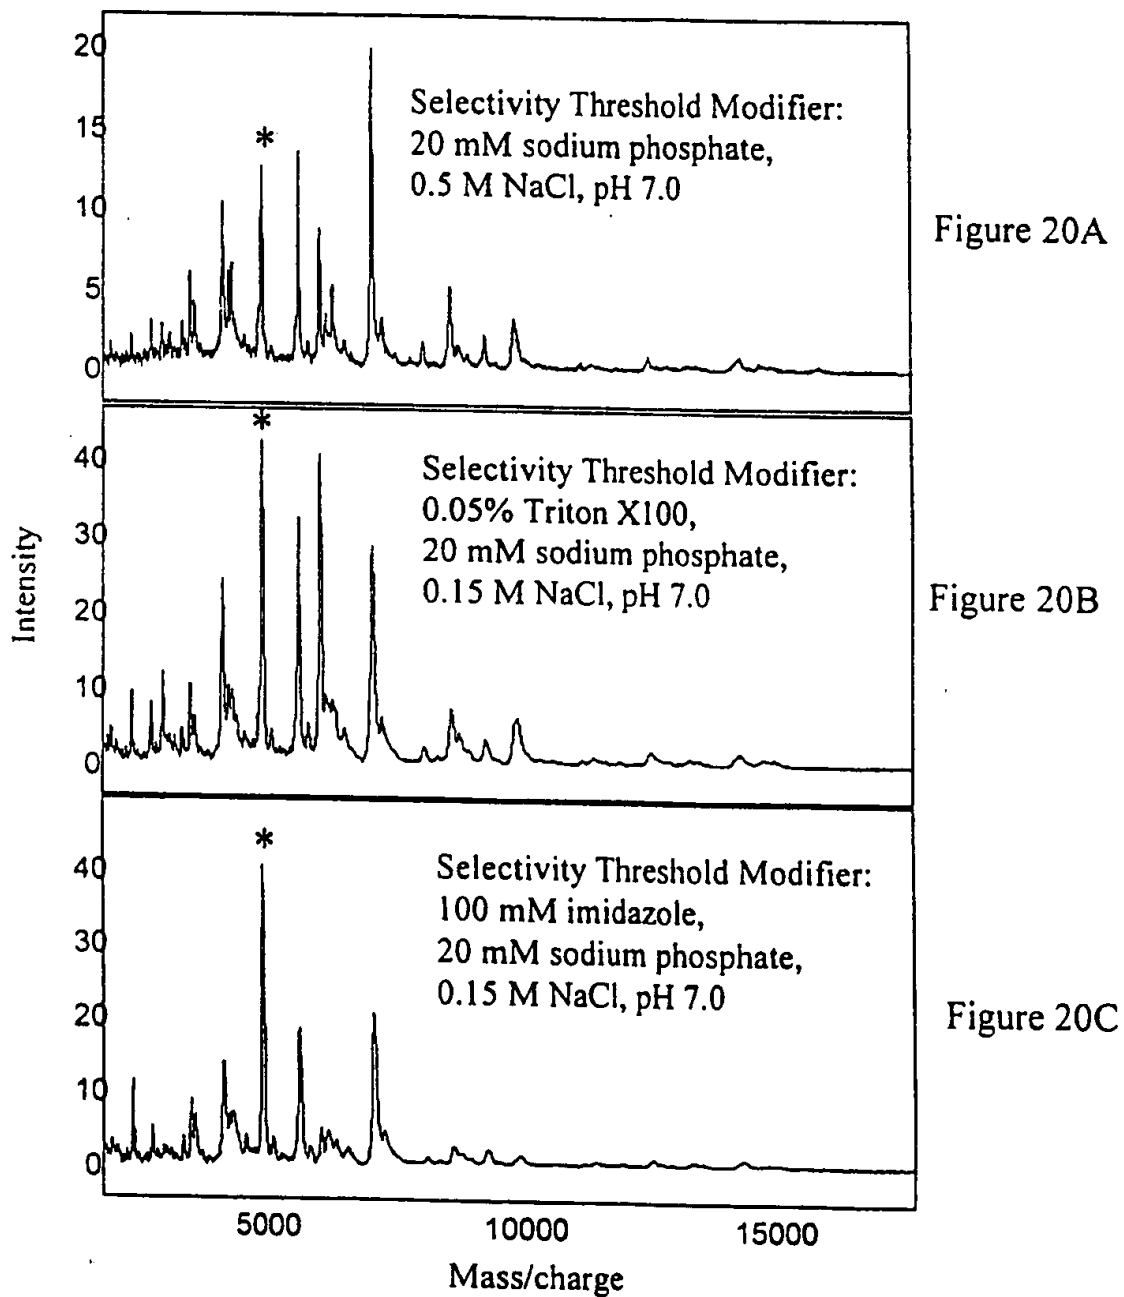 20
15
10
5
0
*
Selectivity Threshold Modifier:
20 mM sodium phosphate,
0.5 M NaCl, pH 7.0
Figure 20A
40
30
20
10
0
*
Selectivity Threshold Modifier:
0.05% Triton X100,
20 mM sodium phosphate,
0.15 M NaCl, pH 7.0
Figure 20B
Intensity
40
30
20
10
0
*
Selectivity Threshold Modifier:
100 mM imidazole,
20 mM sodium phosphate,
0.15 M NaCl, pH 7.0
Figure 20C
5000
10000
15000
Mass/charge